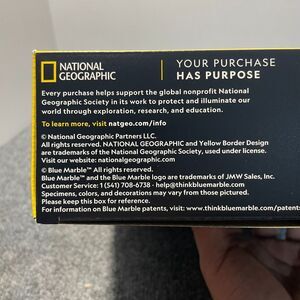 NATIONAL GEOGRAPHIC
YOUR PURCHASE
HAS PURPOSE
Every purchase helps support the global nonprofit National
Geographic Society in its work to protect and illuminate our
world through exploration, research, and education.
To learn more, visit natgeo.com/info
© National Geographic Partners LLC.
All rights reserved. NATIONAL GEOGRAPHIC and Yellow Border Design
are trademarks of the National Geographic Society, used under license.
Visit our website: nationalgeographic.com
© Blue Marble™ All rights reserved.
Blue Marble™ and the Blue Marble logo are trademarks of JMW Sales, Inc.
Customer Service: 1 (541) 708-6738 · help@thinkbluemarble.com
Specimens, colors, and decorations may vary from those pictured.
Please keep this box for reference.
For information on Blue Marble patents, visit: www.thinkbluemarble.com/patents